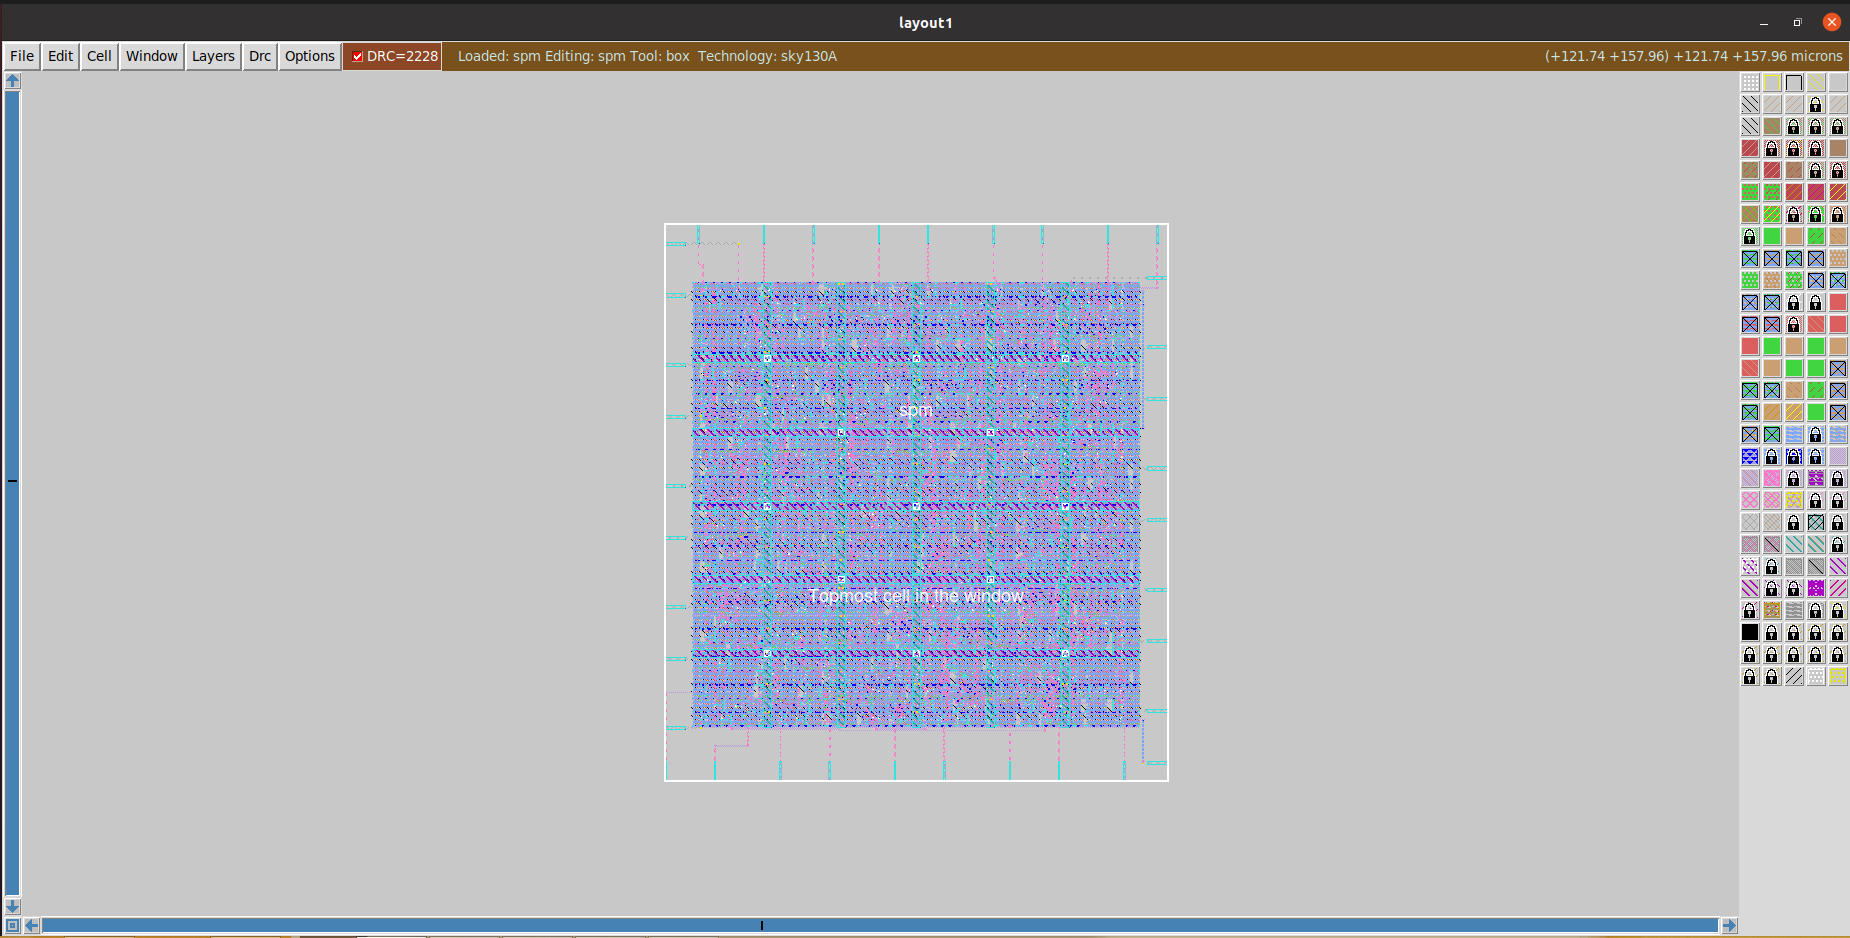 layout1
File Edit Cell Window Layers Drc Options DRC=2228 Loaded: spm Editing: spm Tool: box Technology: sky130A (+121.74 +157.96) +121.74 +157.96 microns
spm
Topmost cell in the window